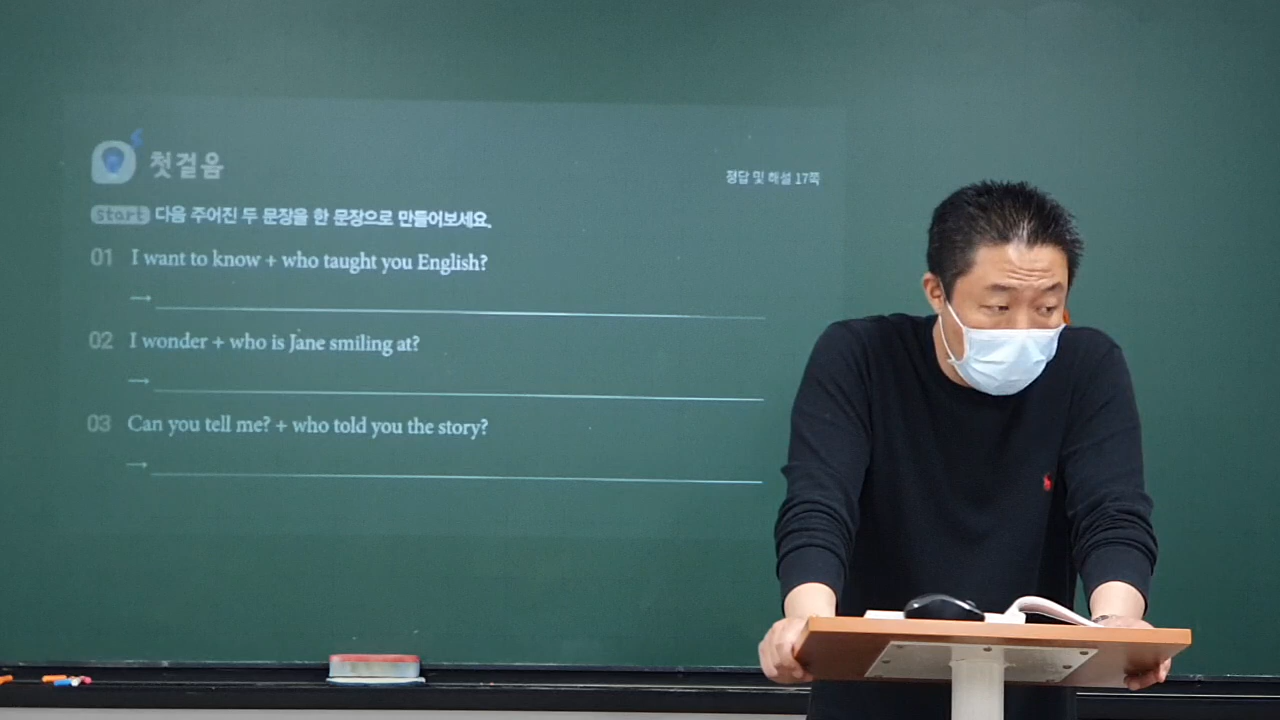 첫걸음
정답 및 해설 17쪽
start 다음 주어진 두 문장을 한 문장으로 만들어보세요.
01 I want to know + who taught you English?
→
02 I wonder + who is Jane smiling at?
→
03 Can you tell me? + who told you the story?
→